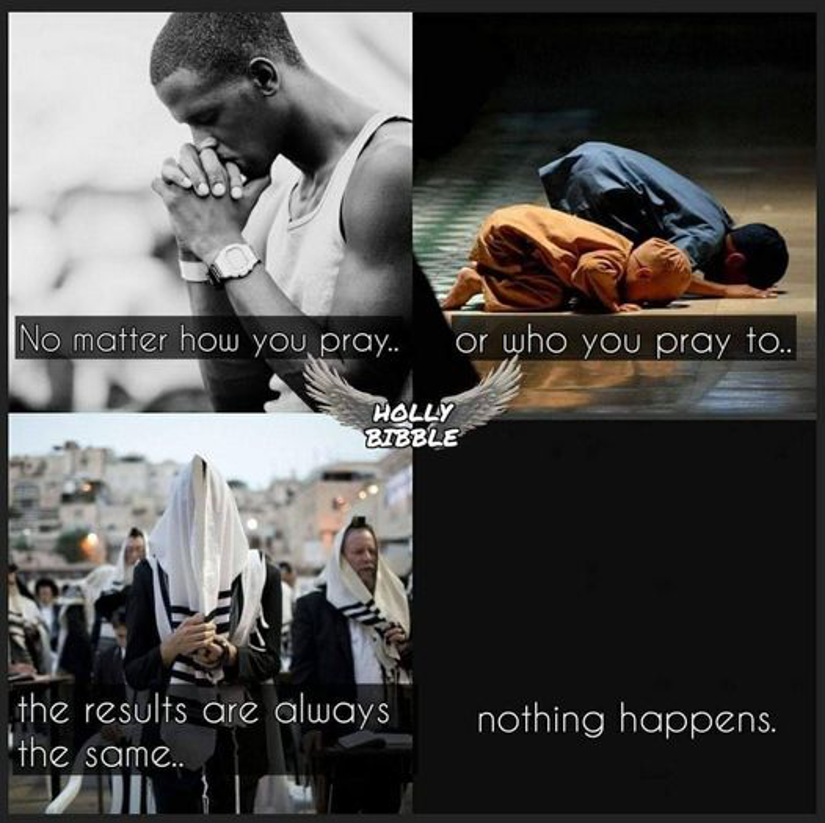 No matter how you pray..
or who you pray to..
HOLLY
BIBBLE
the results are always
the same..
nothing happens.